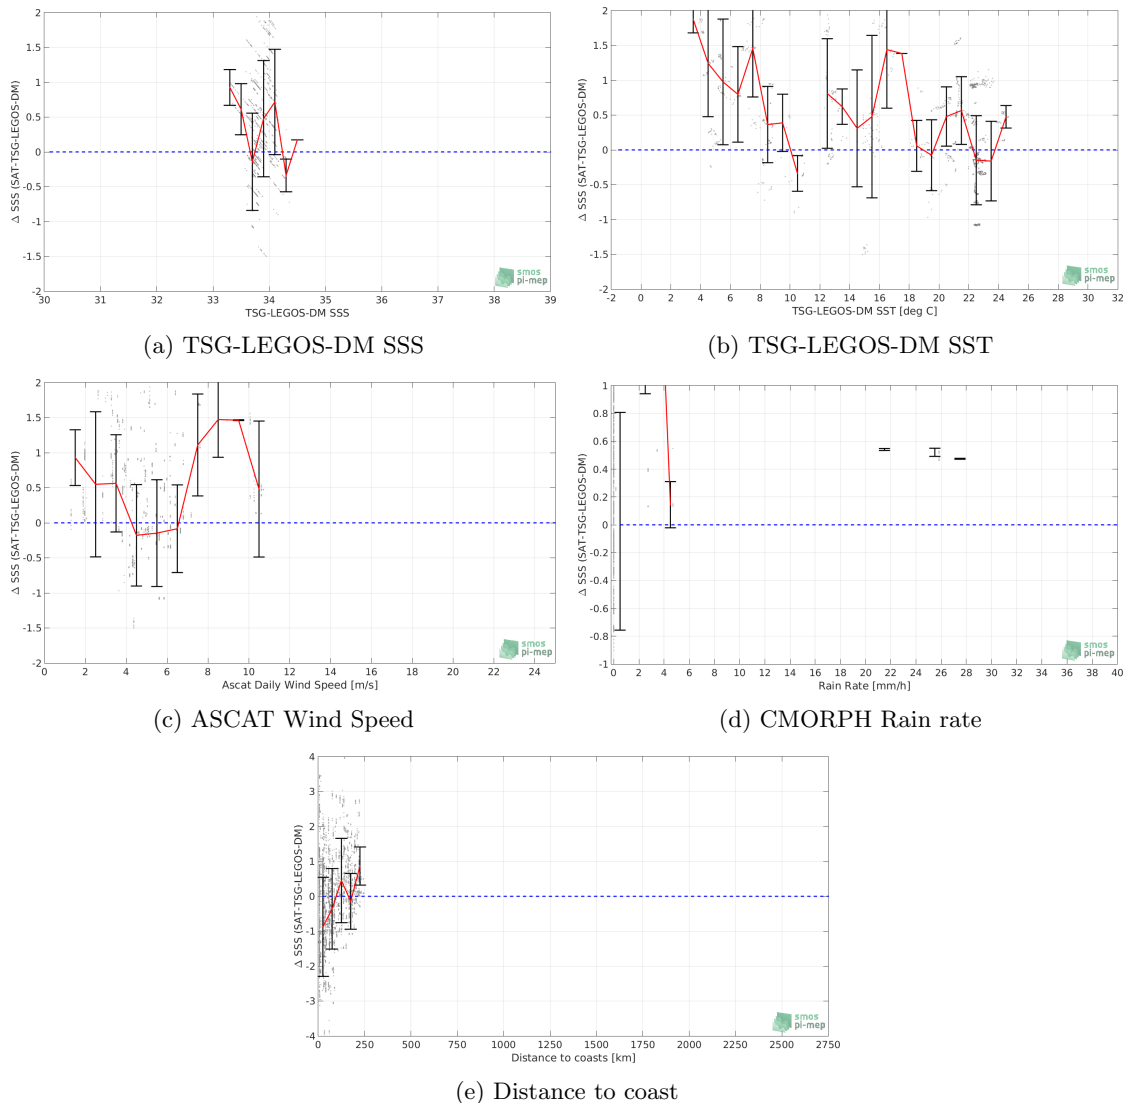 2
1.5
1
0.5
0
-0.5
-1
-1.5
-2
Δ SSS (SAT-TSG-LEGOS-DM)
30 31 32 33 34 35 36 37 38 39
TSG-LEGOS-DM SSS
smos
pi-mep
(a) TSG-LEGOS-DM SSS
2
1.5
1
0.5
0
-0.5
-1
-1.5
-2
Δ SSS (SAT-TSG-LEGOS-DM)
-2 0 2 4 6 8 10 12 14 16 18 20 22 24 26 28 30 32
TSG-LEGOS-DM SST [deg C]
smos
pi-mep
(b) TSG-LEGOS-DM SST
2
1.5
1
0.5
0
-0.5
-1
-1.5
-2
Δ SSS (SAT-TSG-LEGOS-DM)
0 2 4 6 8 10 12 14 16 18 20 22 24
Ascat Daily Wind Speed [m/s]
smos
pi-mep
(c) ASCAT Wind Speed
1
0.8
0.6
0.4
0.2
0
-0.2
-0.4
-0.6
-0.8
-1
Δ SSS (SAT-TSG-LEGOS-DM)
0 2 4 6 8 10 12 14 16 18 20 22 24 26 28 30 32 34 36 38 40
Rain Rate [mm/h]
smos
pi-mep
(d) CMORPH Rain rate
4
3
2
1
0
-1
-2
-3
-4
Δ SSS (SAT-TSG-LEGOS-DM)
0 250 500 750 1000 1250 1500 1750 2000 2250 2500 2750
Distance to coasts [km]
smos
pi-mep
(e) Distance to coast